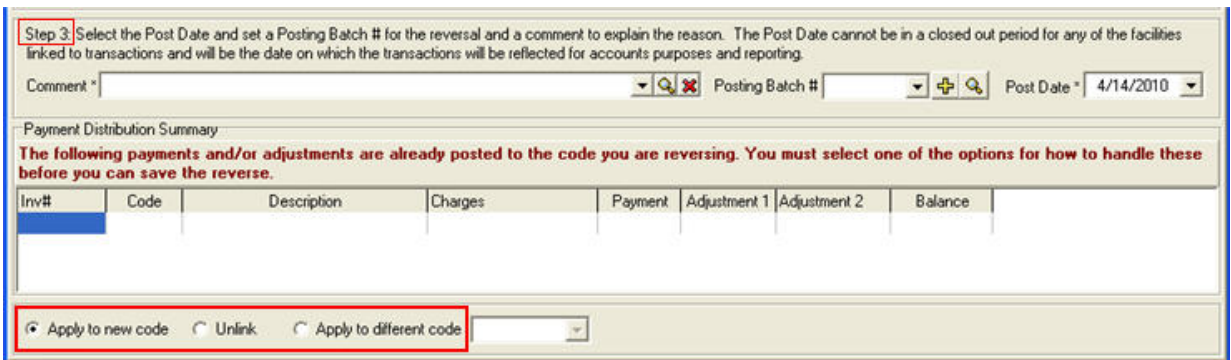 Step 3: Select the Post Date and set a Posting Batch # for the reversal and a comment to explain the reason. The Post Date cannot be in a closed out period for any of the facilities
linked to transactions and will be the date on which the transactions will be reflected for accounts purposes and reporting.
Comment * Posting Batch # Post Date * 4/14/2010
Payment Distribution Summary
The following payments and/or adjustments are already posted to the code you are reversing. You must select one of the options for how to handle these
before you can save the reverse.
Inv# Code Description Charges Payment Adjustment 1 Adjustment 2 Balance
Apply to new code Unlink Apply to different code